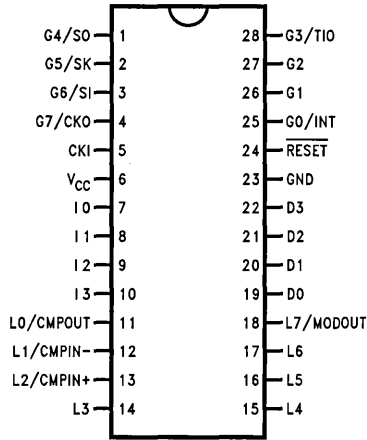 G4/SO 1 28 G3/TIO
G5/SK 2 27 G2
G6/SI 3 26 G1
G7/CKO 4 25 G0/INT
CKI 5 24 RESET
VCC 6 23 GND
I0 7 22 D3
I1 8 21 D2
I2 9 20 D1
I3 10 19 D0
L0/CMPOUT 11 18 L7/MODOUT
L1/CMPIN- 12 17 L6
L2/CMPIN+ 13 16 L5
L3 14 15 L4